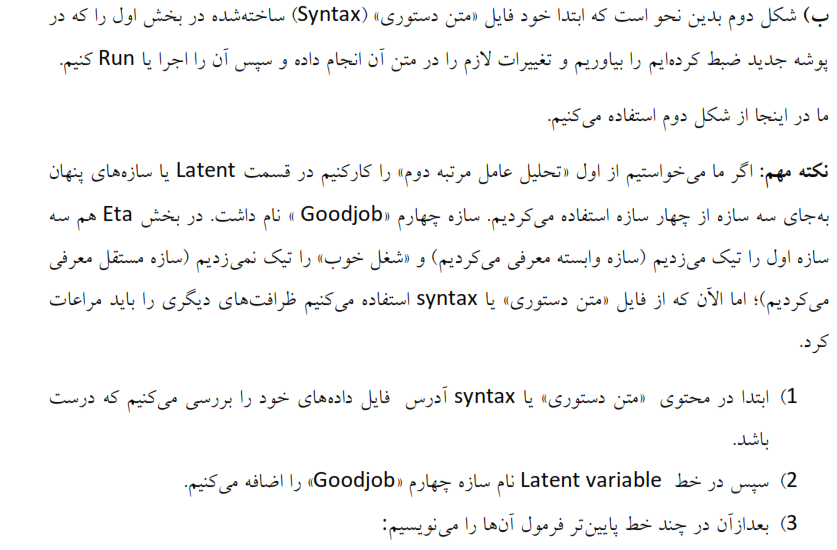 ب) شکل دوم بدین نحو است که ابتدا خود فایل «متن دستوری» (Syntax) ساخته‌شده در بخش اول را که در
پوشه جدید ضبط کرده‌ایم را بیاوریم و تغییرات لازم را در متن آن انجام داده و سپس آن را اجرا یا Run کنیم.
ما در اینجا از شکل دوم استفاده می‌کنیم.
نکته مهم: اگر ما می‌خواستیم از اول «تحلیل عامل مرتبه دوم» را کارکنیم در قسمت Latent یا سازه‌های پنهان
به‌جای سه سازه از چهار سازه استفاده می‌کردیم. سازه چهارم «Goodjob » نام داشت. در بخش Eta هم سه
سازه اول را تیک می‌زدیم (سازه وابسته معرفی می‌کردیم) و «شغل خوب» را تیک نمی‌زدیم (سازه مستقل معرفی
می‌کردیم)؛ اما الآن که از فایل «متن دستوری» یا syntax استفاده می‌کنیم ظرافت‌های دیگری را باید مراعات
کرد.
1) ابتدا در محتوی «متن دستوری» یا syntax آدرس فایل داده‌های خود را بررسی می‌کنیم که درست
باشد.
2) سپس در خط Latent variable نام سازه چهارم «Goodjob» را اضافه می‌کنیم.
3) بعدازآن در چند خط پایین‌تر فرمول آن‌ها را می‌نویسیم: